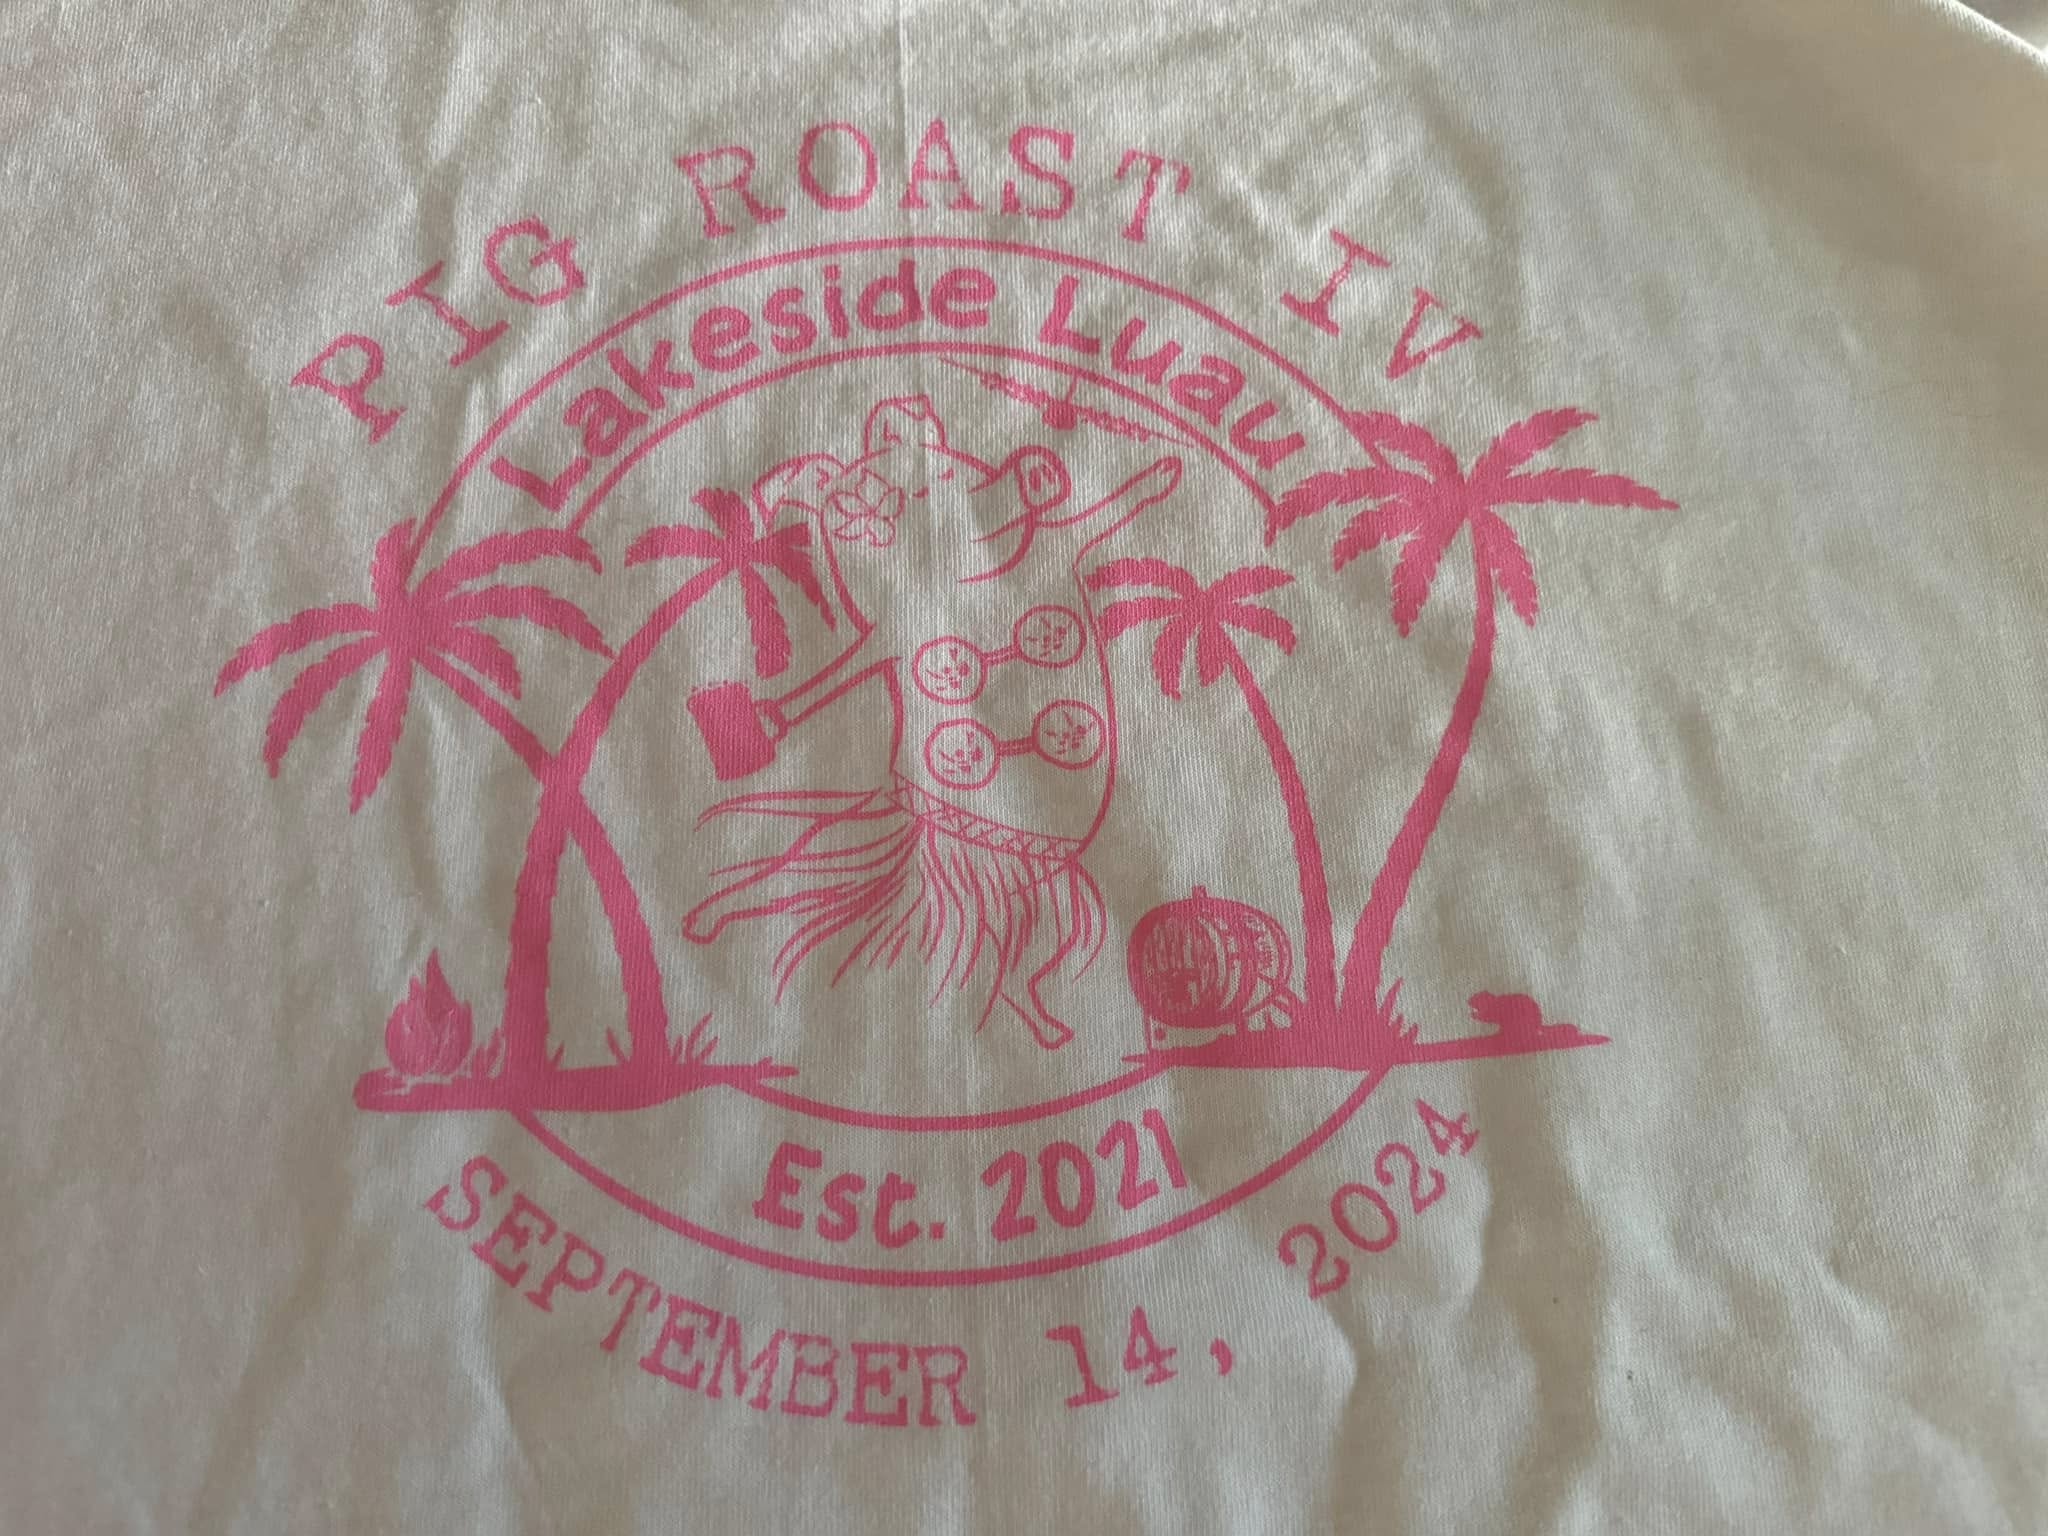 PIG ROAST IV
Lakeside Luau
Est. 2021
SEPTEMBER 14, 2024